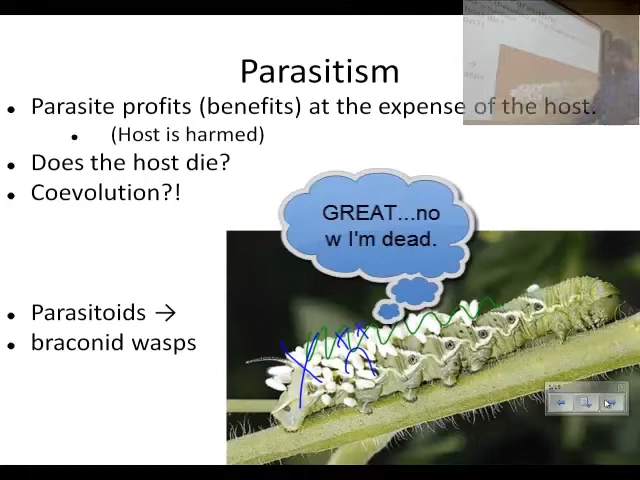 Parasitism
• Parasite profits (benefits) at the expense of the host.
• (Host is harmed)
• Does the host die?
• Coevolution?!
GREAT...no
w I'm dead.
• Parasitoids →
• braconid wasps